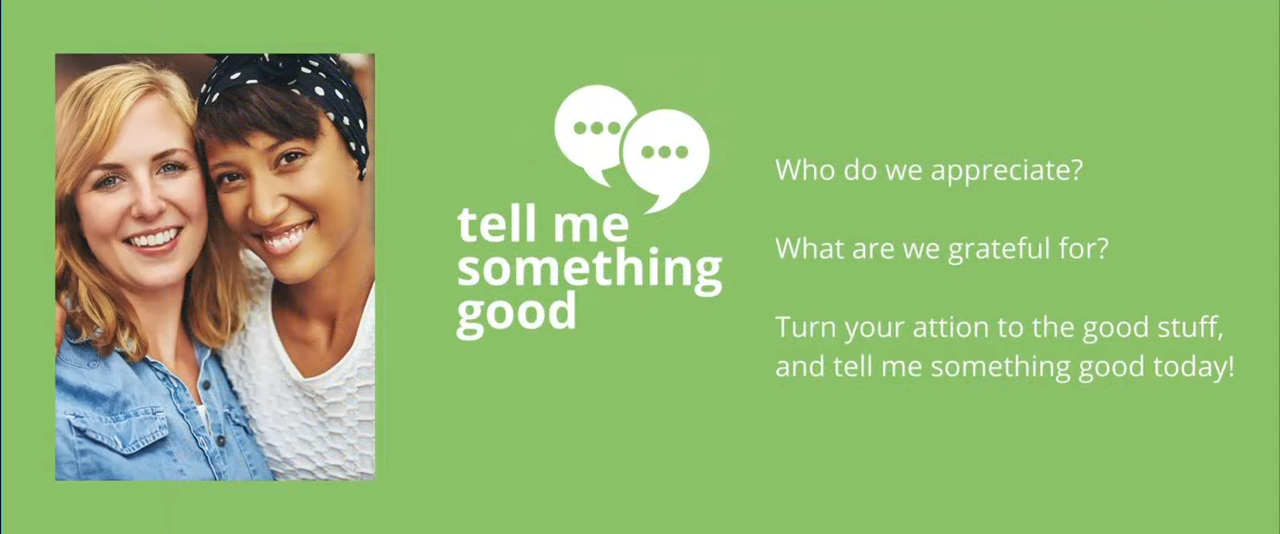 tell me
something
good
Who do we appreciate?
What are we grateful for?
Turn your attion to the good stuff,
and tell me something good today!